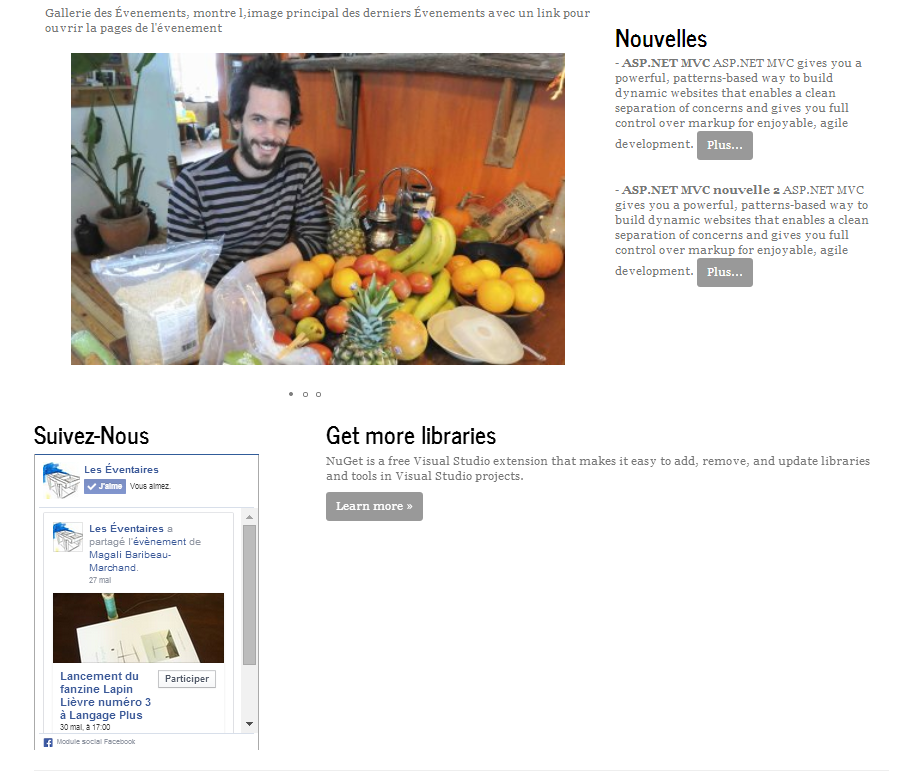 Gallerie des Évenements, montre l,image principal des derniers Évenements avec un link pour
ouvrir la pages de l'évenement
Nouvelles
- ASP.NET MVC ASP.NET MVC gives you a
powerful, patterns-based way to build
dynamic websites that enables a clean
separation of concerns and gives you full
control over markup for enjoyable, agile
development. Plus...
- ASP.NET MVC nouvelle 2 ASP.NET MVC
gives you a powerful, patterns-based way to
build dynamic websites that enables a clean
separation of concerns and gives you full
control over markup for enjoyable, agile
development. Plus...
Suivez-Nous
Les Éventaires
J'aime Vous aimez.
Les Éventaires a
partagé l'évènement de
Magali Baribeau-
Marchand.
27 mai
Lancement du
fanzine Lapin
Lièvre numéro 3
à Langage Plus
Participer
30 mai, à 17:00
Module social Facebook
Get more libraries
NuGet is a free Visual Studio extension that makes it easy to add, remove, and update libraries
and tools in Visual Studio projects.
Learn more »